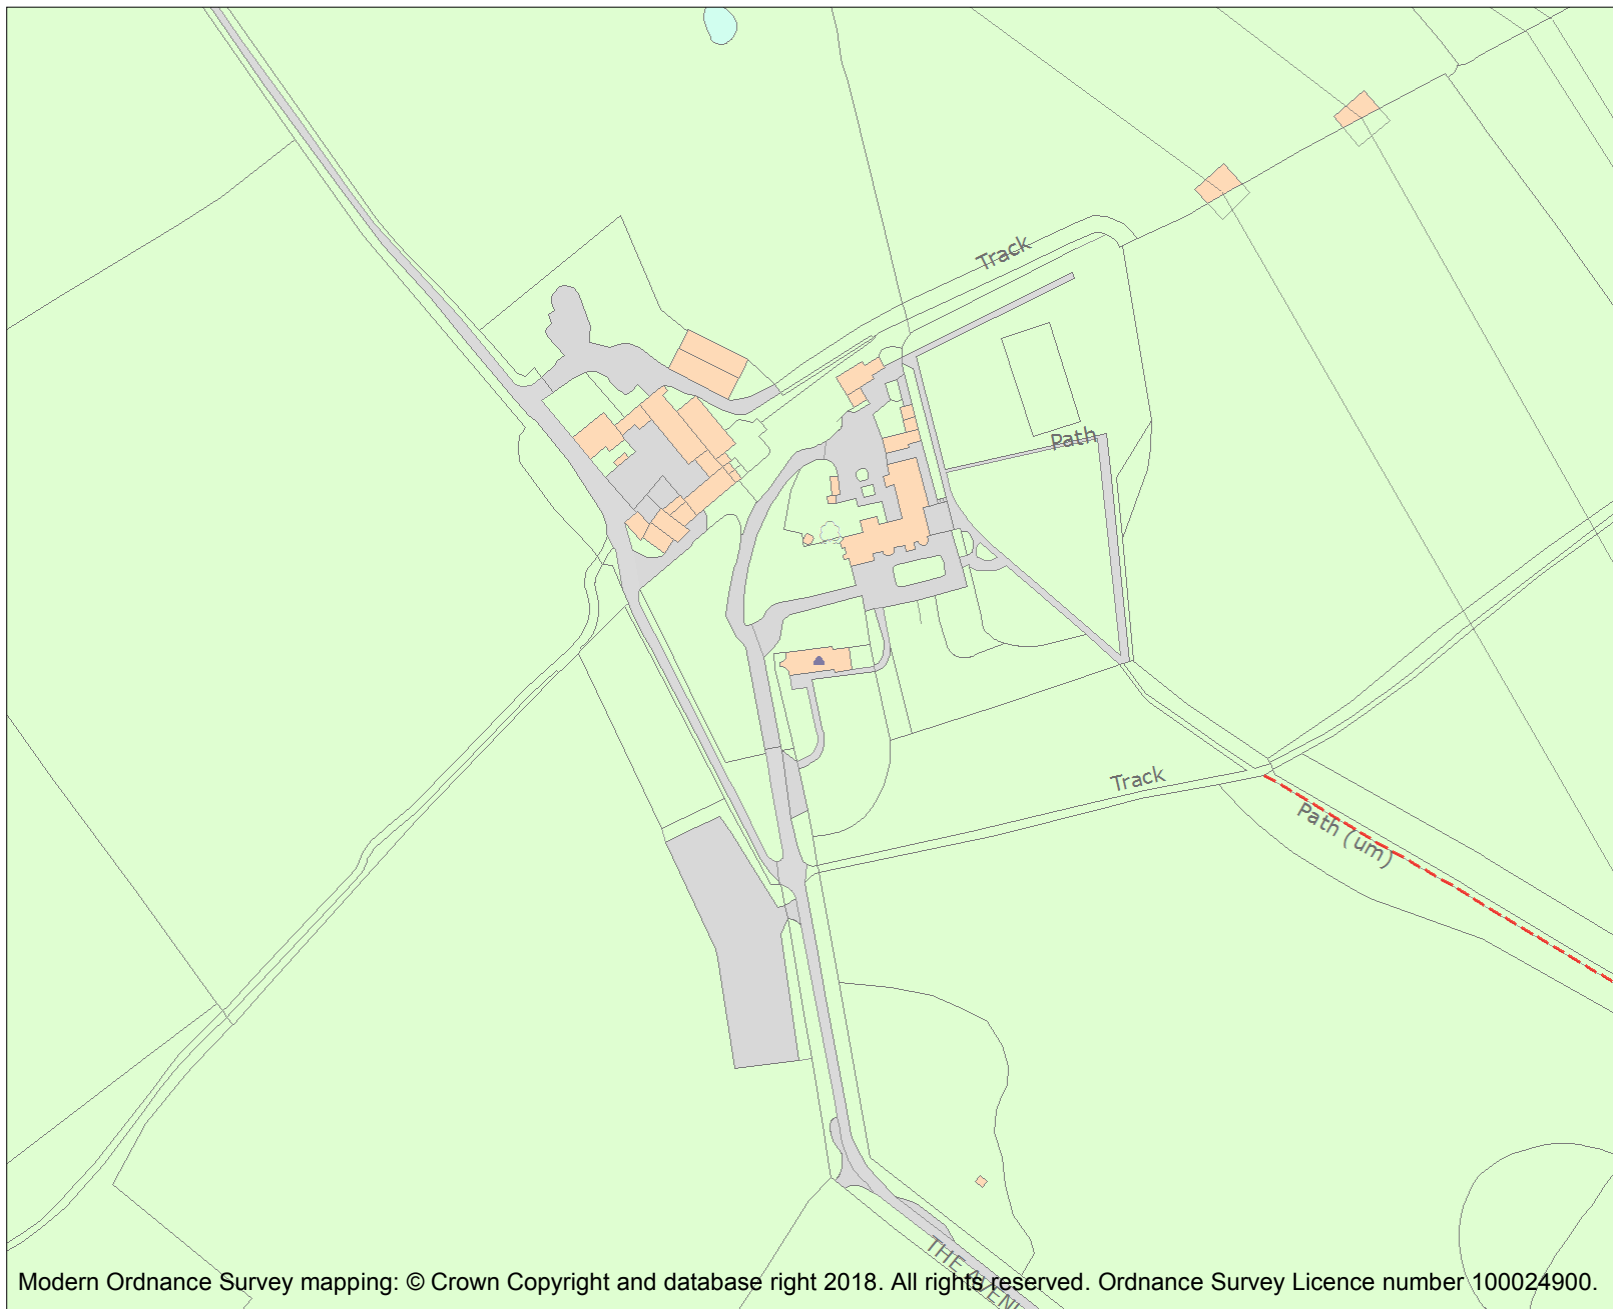 Track
Path
Track
Path (um)
THE AVENU
Modern Ordnance Survey mapping: © Crown Copyright and database right 2018. All rights reserved. Ordnance Survey Licence number 100024900.